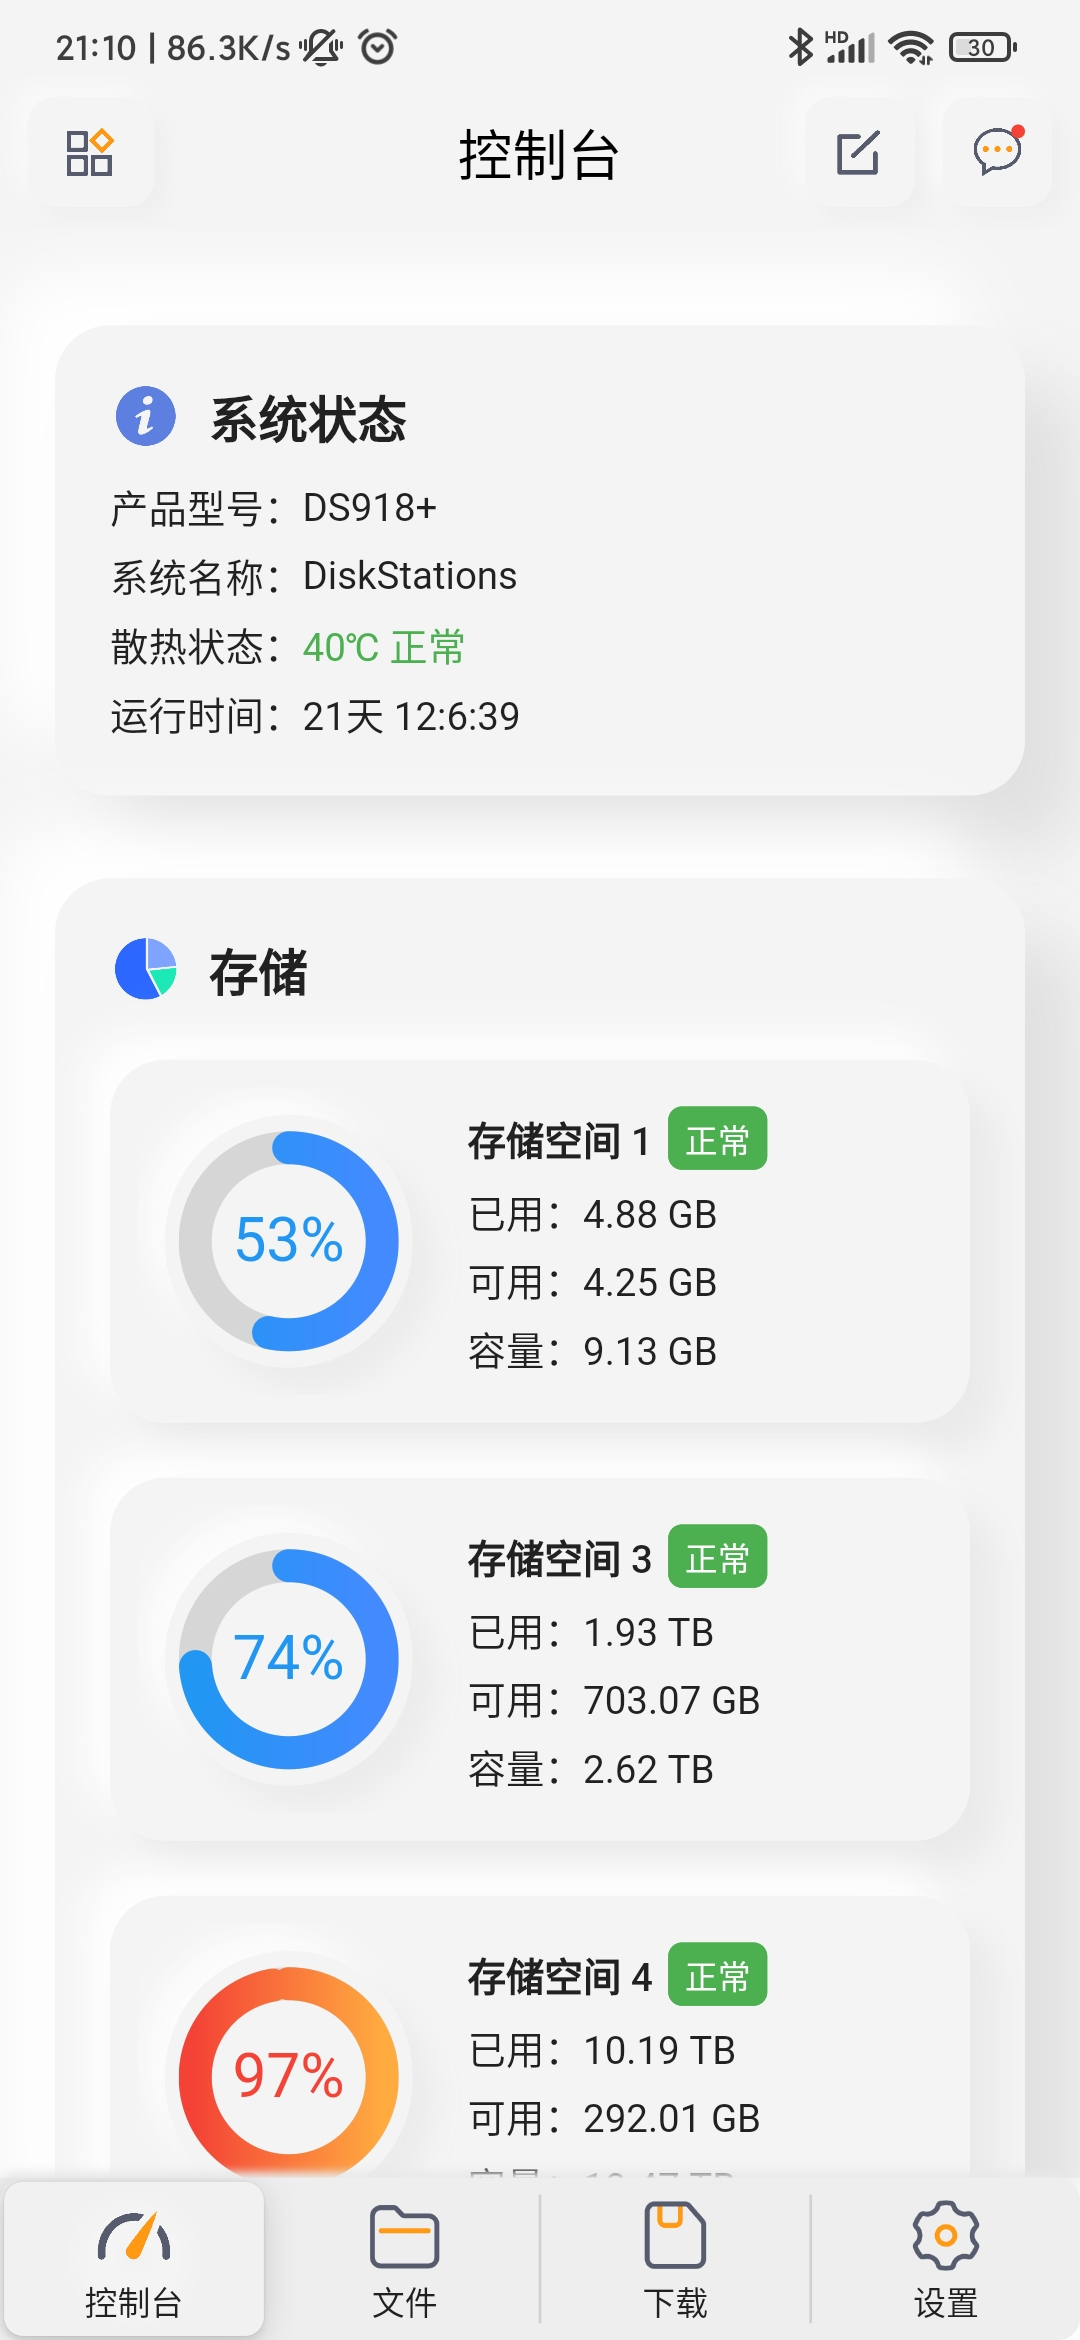 21:10 | 86.3K/s HD 30
控制台
系统状态
产品型号：DS918+
系统名称：DiskStations
散热状态：40℃ 正常
运行时间：21天 12:6:39
存储
53%
存储空间 1 正常
已用：4.88 GB
可用：4.25 GB
容量：9.13 GB
74%
存储空间 3 正常
已用：1.93 TB
可用：703.07 GB
容量：2.62 TB
97%
存储空间 4 正常
已用：10.19 TB
可用：292.01 GB
控制台 文件 下载 设置